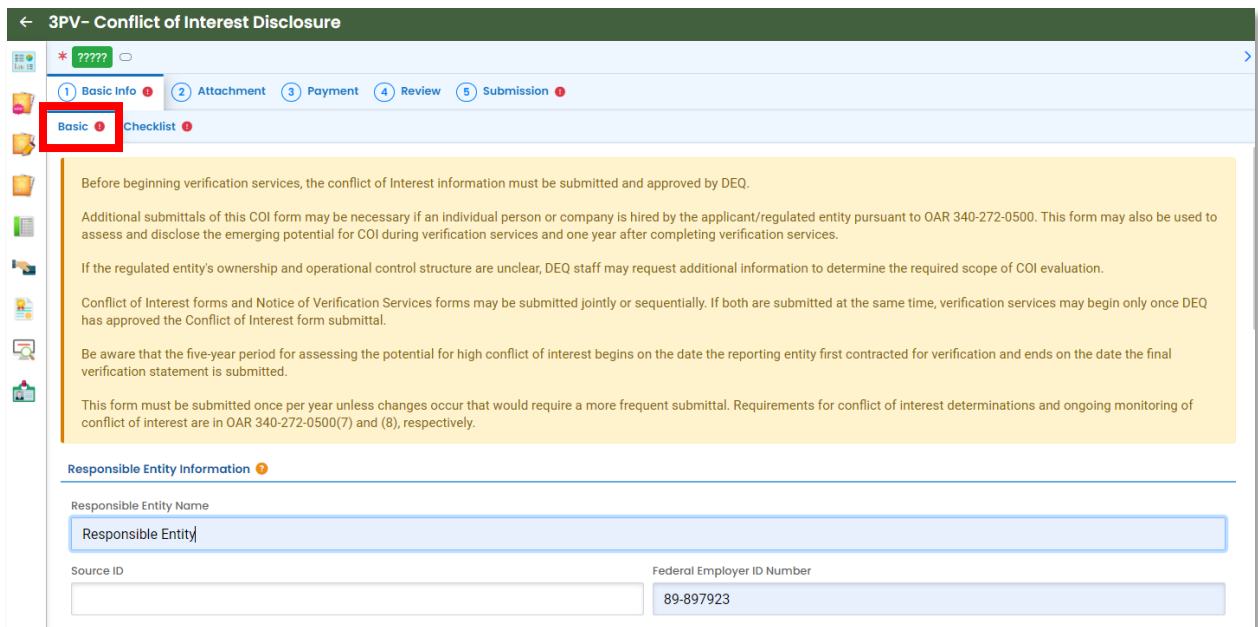 ← 3PV- Conflict of Interest Disclosure
* ?????
1 Basic Info 2 Attachment 3 Payment 4 Review 5 Submission
Basic Checklist
Before beginning verification services, the conflict of Interest information must be submitted and approved by DEQ.
Additional submittals of this COI form may be necessary if an individual person or company is hired by the applicant/regulated entity pursuant to OAR 340-272-0500. This form may also be used to
assess and disclose the emerging potential for COI during verification services and one year after completing verification services.
If the regulated entity's ownership and operational control structure are unclear, DEQ staff may request additional information to determine the required scope of COI evaluation.
Conflict of Interest forms and Notice of Verification Services forms may be submitted jointly or sequentially. If both are submitted at the same time, verification services may begin only once DEQ
has approved the Conflict of Interest form submittal.
Be aware that the five-year period for assessing the potential for high conflict of interest begins on the date the reporting entity first contracted for verification and ends on the date the final
verification statement is submitted.
This form must be submitted once per year unless changes occur that would require a more frequent submittal. Requirements for conflict of interest determinations and ongoing monitoring of
conflict of interest are in OAR 340-272-0500(7) and (8), respectively.
Responsible Entity Information
Responsible Entity Name
Responsible Entity
Source ID Federal Employer ID Number
89-897923